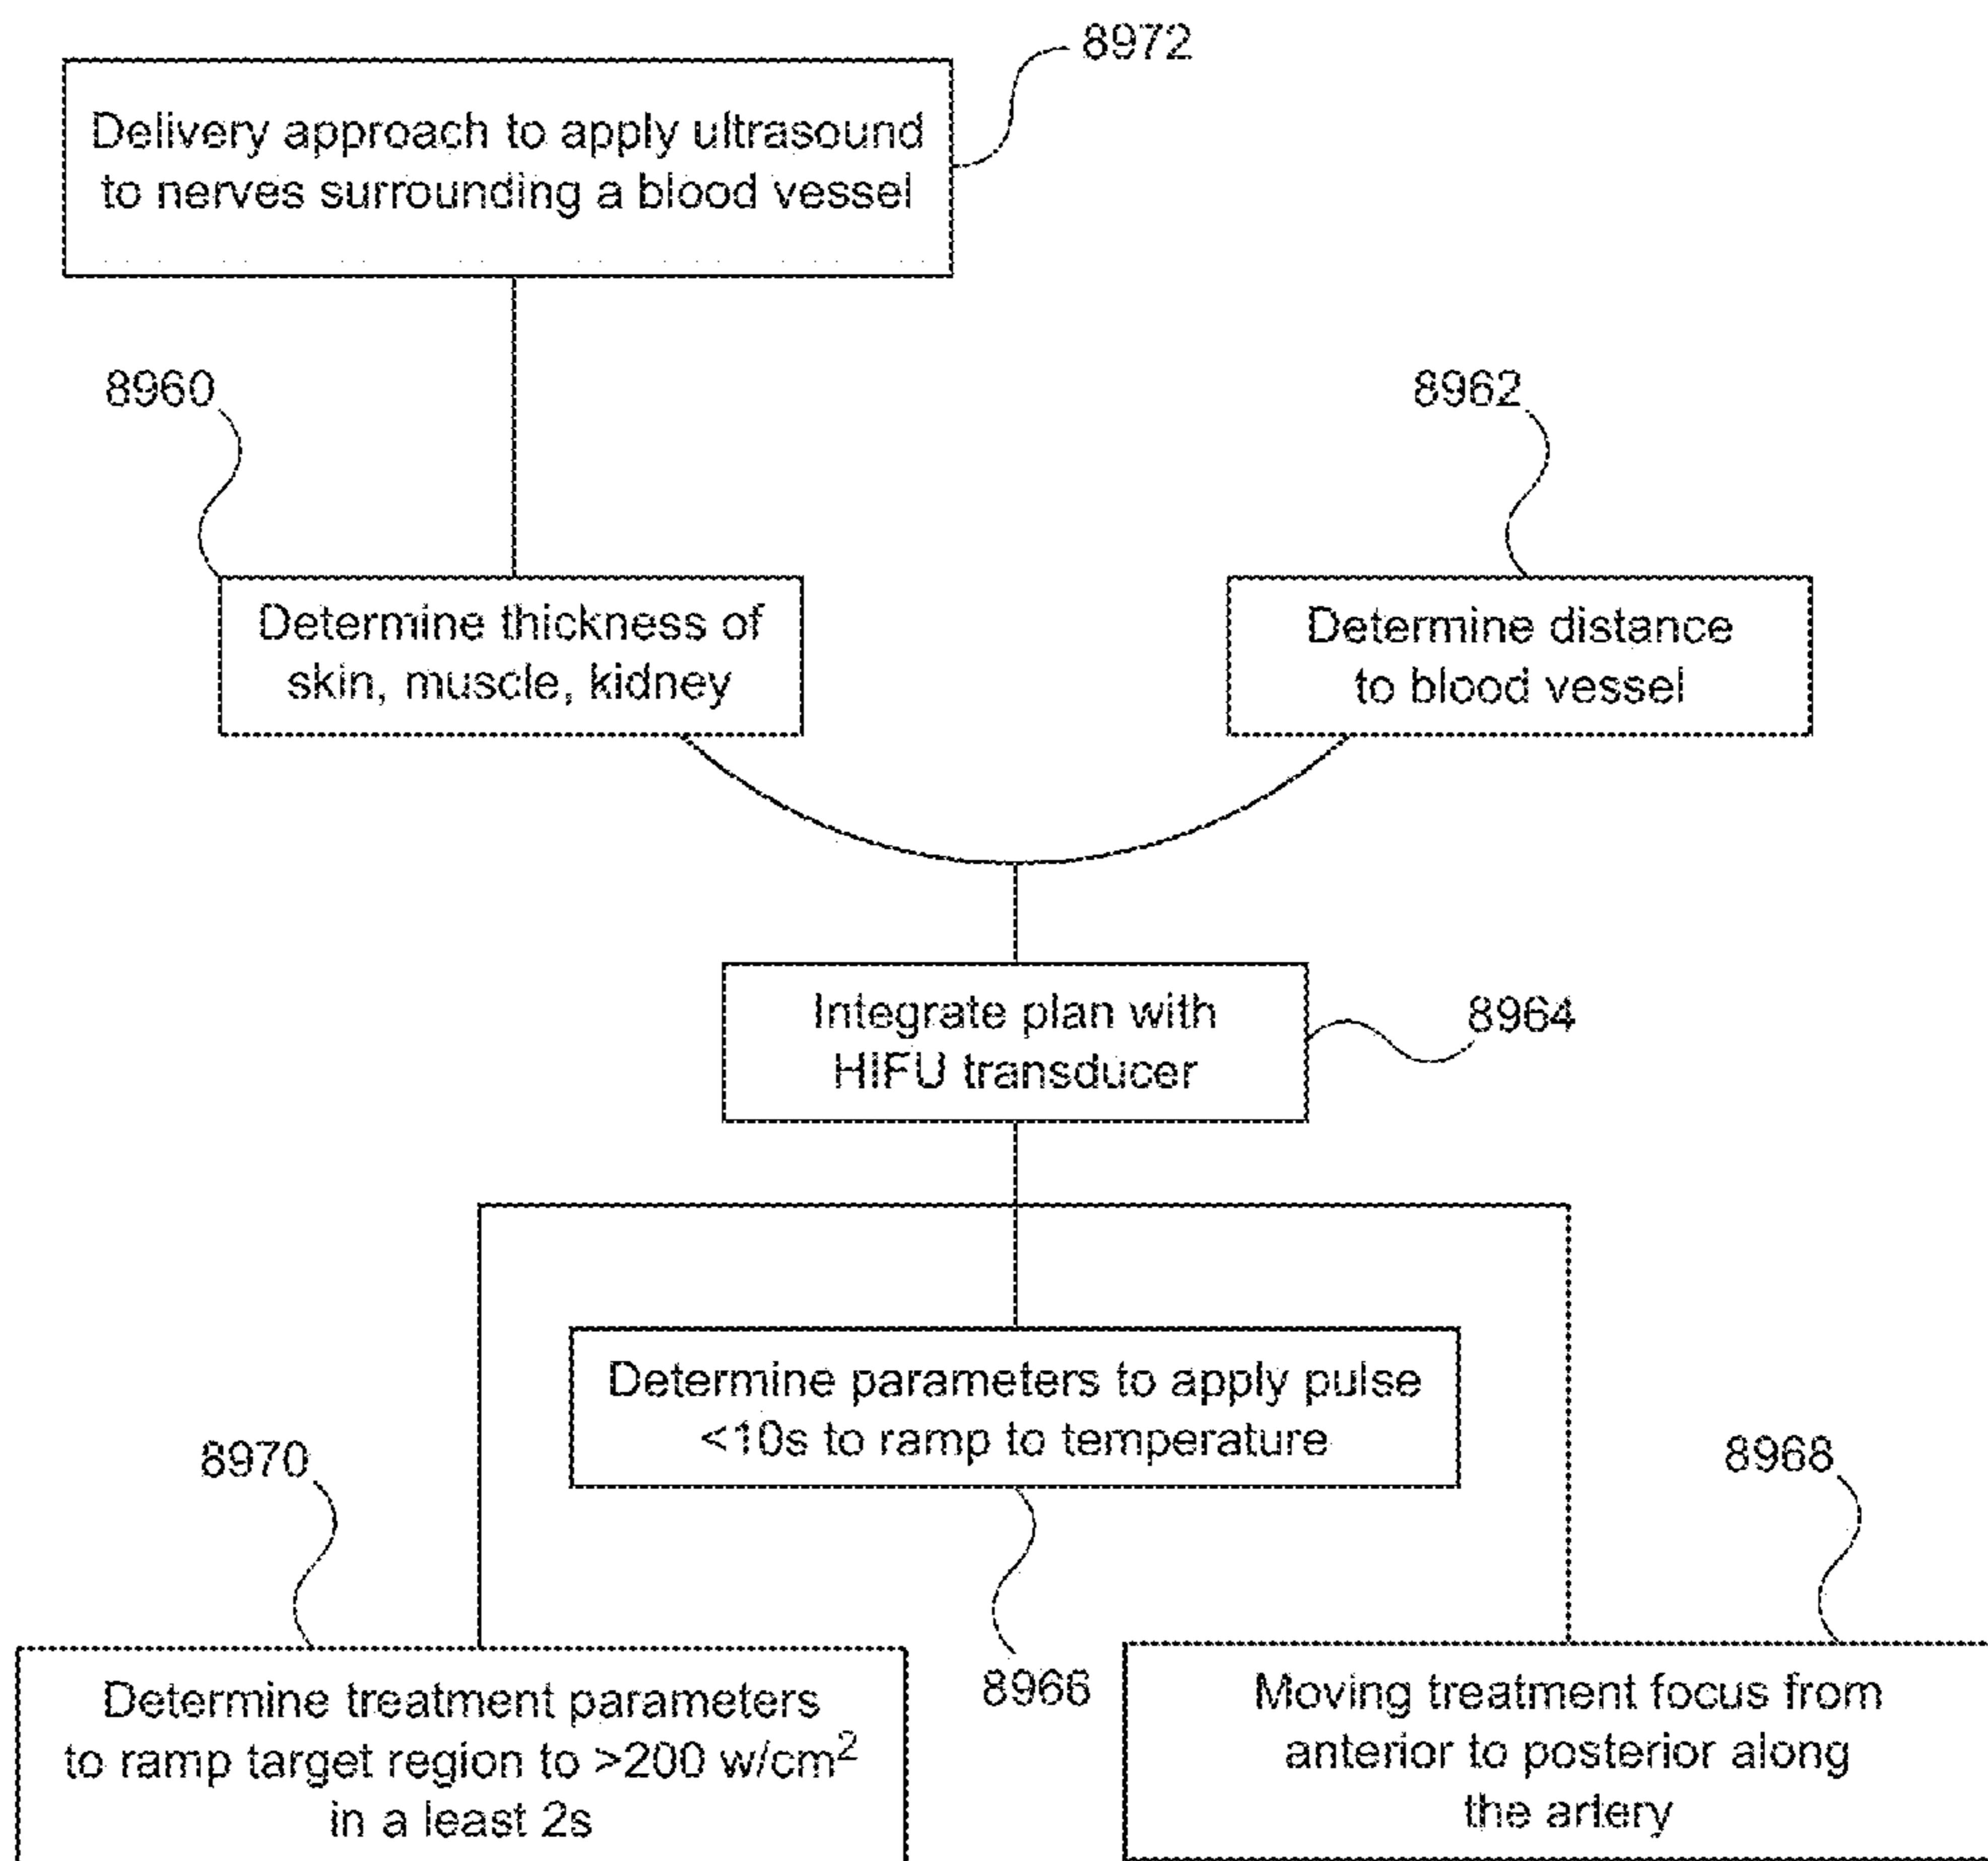 8972
Delivery approach to apply ultrasound
to nerves surrounding a blood vessel
8960
8962
Determine thickness of
skin, muscle, kidney
Determine distance
to blood vessel
Integrate plan with
HIFU transducer
8964
Determine parameters to apply pulse
<10s to ramp to temperature
8970
8968
8966
Determine treatment parameters
to ramp target region to >200 w/cm²
in a least 2s
Moving treatment focus from
anterior to posterior along
the artery